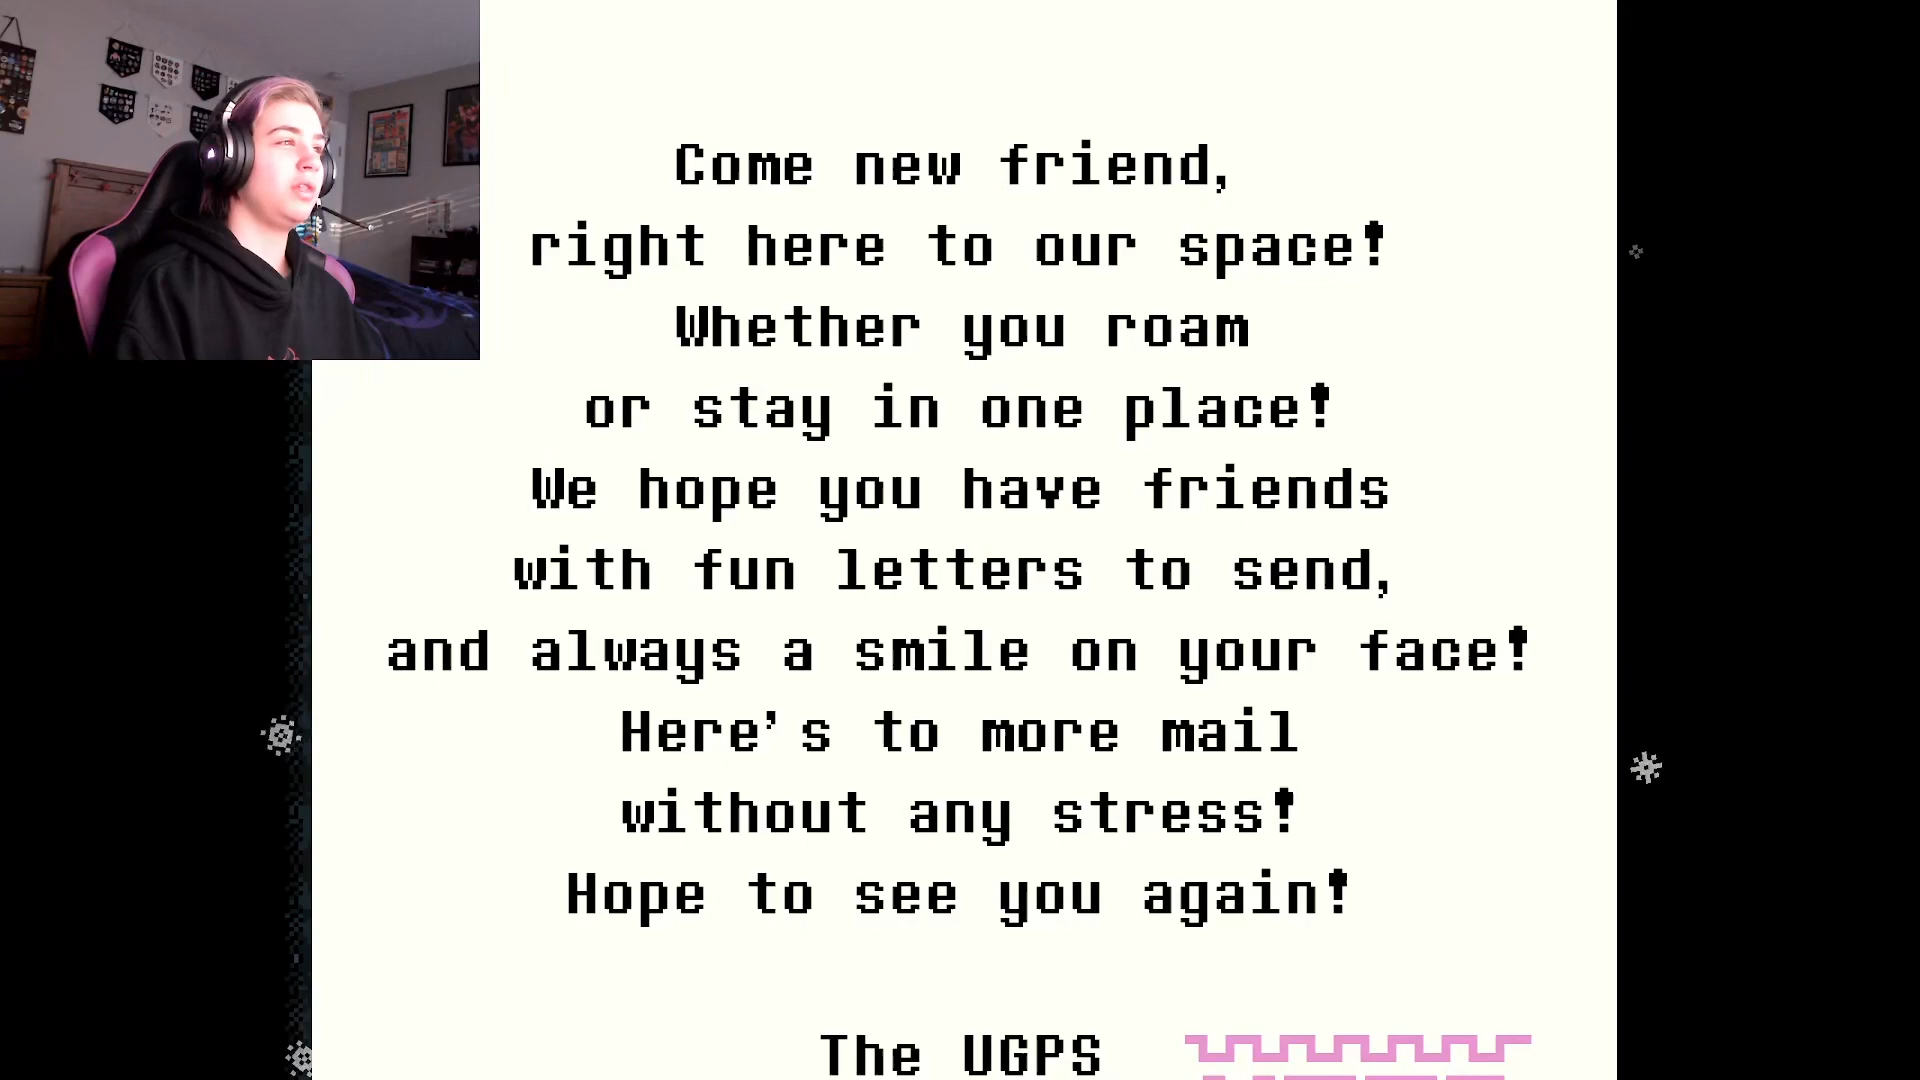 Come new friend,
right here to our space!
Whether you roam
or stay in one place!
We hope you have friends
with fun letters to send,
and always a smile on your face!
Here's to more mail
without any stress!
Hope to see you again!
The UGPS